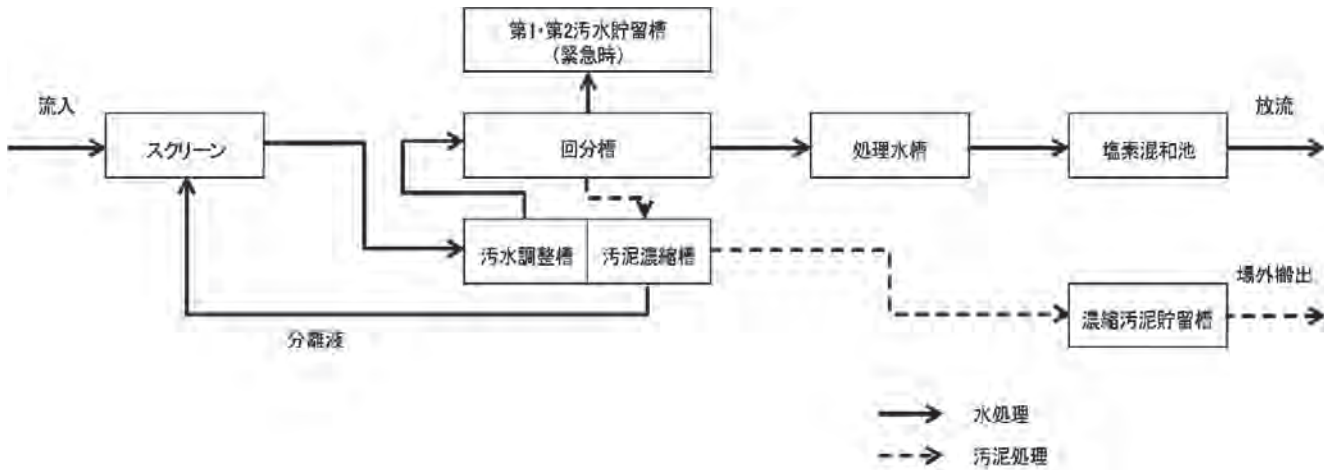 第1・第2汚水貯留槽
(緊急時)
流入
スクリーン
回分槽
処理水槽
塩素混和池
放流
汚水調整槽
汚泥濃縮槽
分離液
濃縮汚泥貯留槽
場外搬出
水処理
汚泥処理